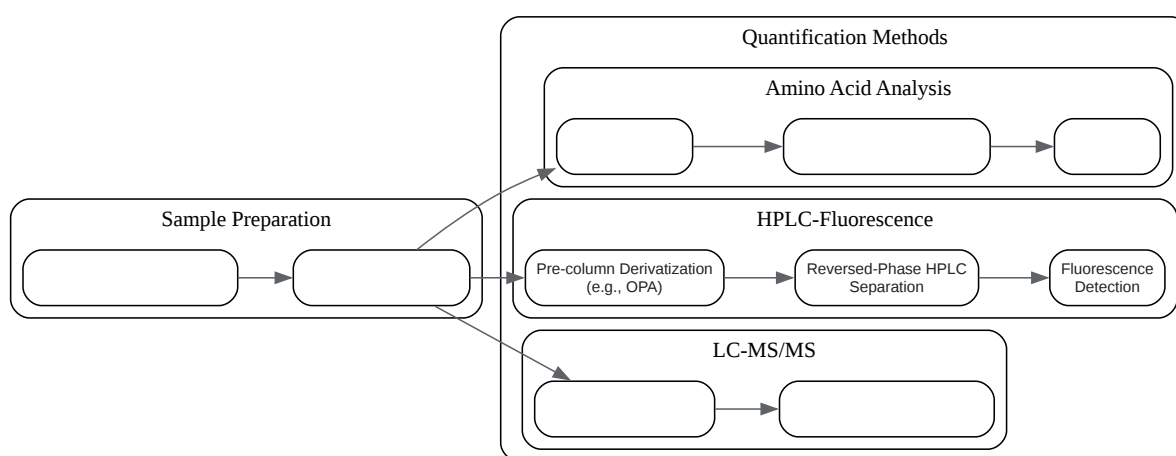 Quantification Methods
Amino Acid Analysis
Sample Preparation
HPLC-Fluorescence
Pre-column Derivatization
(e.g., OPA)
Reversed-Phase HPLC
Separation
Fluorescence
Detection
LC-MS/MS